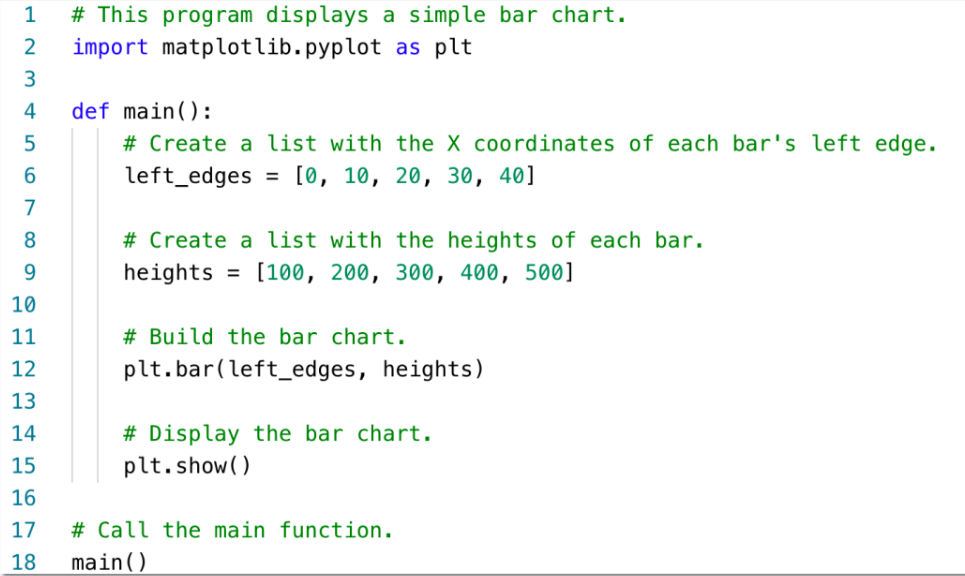 1 # This program displays a simple bar chart.
2 import matplotlib.pyplot as plt
3
4 def main():
5     # Create a list with the X coordinates of each bar's left edge.
6     left_edges = [0, 10, 20, 30, 40]
7
8     # Create a list with the heights of each bar.
9     heights = [100, 200, 300, 400, 500]
10
11     # Build the bar chart.
12     plt.bar(left_edges, heights)
13
14     # Display the bar chart.
15     plt.show()
16
17 # Call the main function.
18 main()